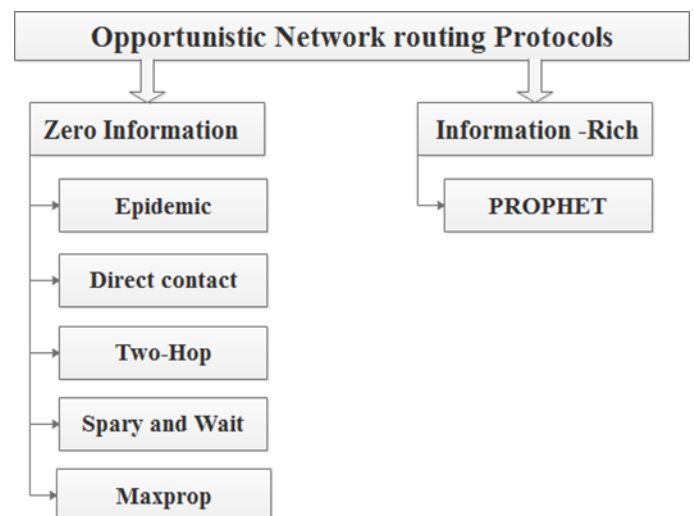 Opportunistic Network routing Protocols
Zero Information
Epidemic
Direct contact
Two-Hop
Spary and Wait
Maxprop
Information -Rich
PROPHET